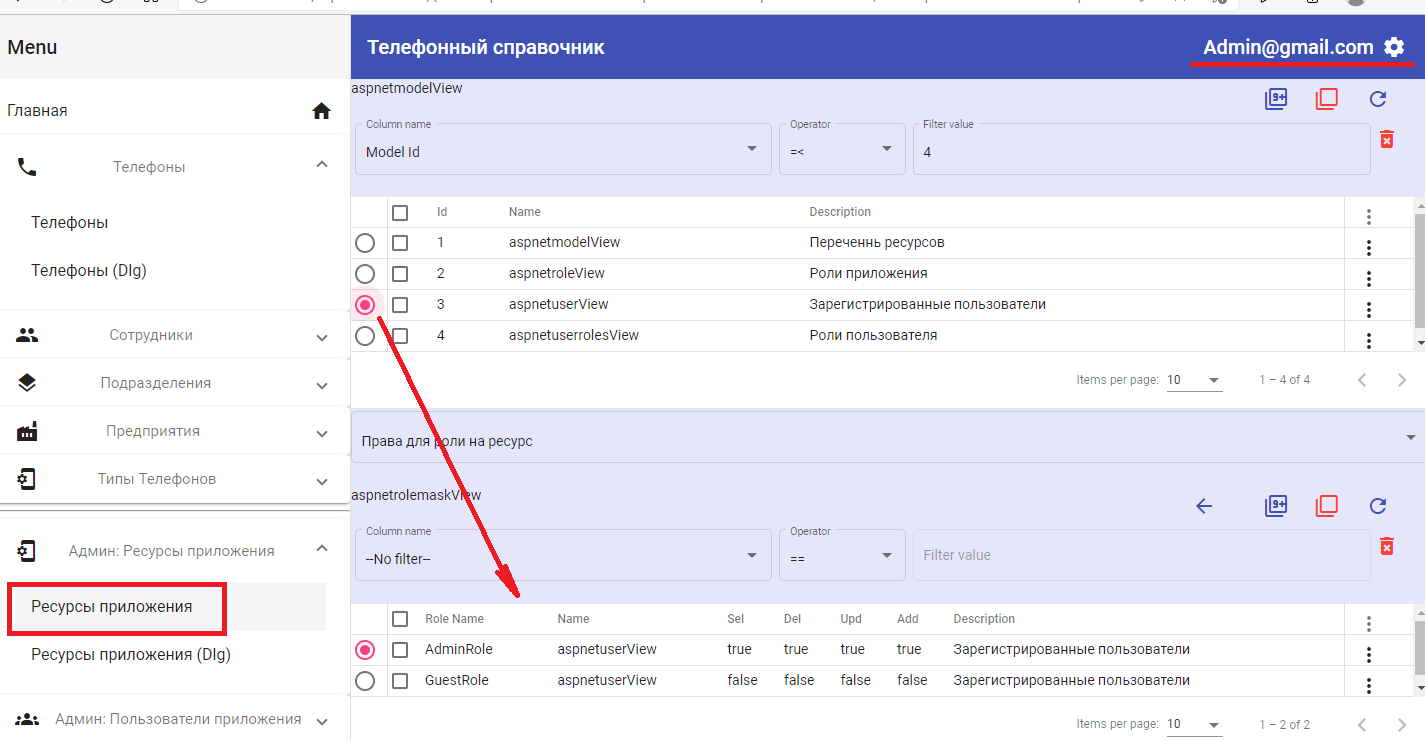 Menu
Телефонный справочник
Admin@gmail.com
Главная
Телефоны
Телефоны
Телефоны (Dlg)
Сотрудники
Подразделения
Предприятия
Типы Телефонов
Админ: Ресурсы приложения
Ресурсы приложения
Ресурсы приложения (Dlg)
Админ: Пользователи приложения
aspnetmodelView
9+
Column name Operator Filter value
Model Id =< 4
Id Name Description
1 aspnetmodelView Переченнь ресурсов
2 aspnetroleView Роли приложения
3 aspnetuserView Зарегистрированные пользователи
4 aspnetuserrolesView Роли пользователя
Items per page: 10 1 – 4 of 4
Права для роли на ресурс
aspnetrolemaskView
9+
Column name Operator
--No filter-- == Filter value
Role Name Name Sel Del Upd Add Description
AdminRole aspnetuserView true true true true Зарегистрированные пользователи
GuestRole aspnetuserView false false false false Зарегистрированные пользователи
Items per page: 10 1 – 2 of 2